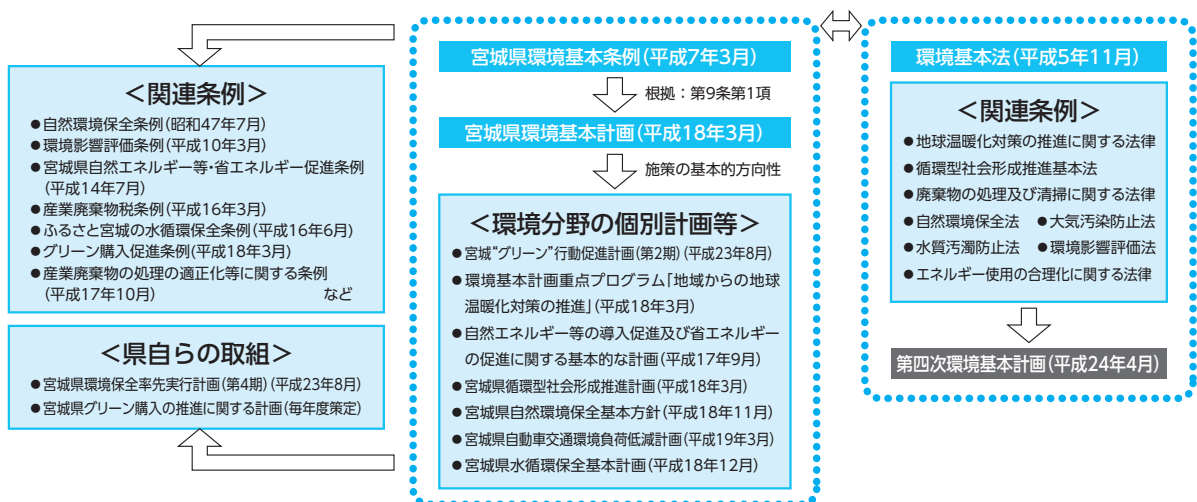 ＜関連条例＞
●自然環境保全条例(昭和47年7月)
●環境影響評価条例(平成10年3月)
●宮城県自然エネルギー等・省エネルギー促進条例
(平成14年7月)
●産業廃棄物税条例(平成16年3月)
●ふるさと宮城の水循環保全条例(平成16年6月)
●グリーン購入促進条例(平成18年3月)
●産業廃棄物の処理の適正化等に関する条例
(平成17年10月) など
＜県自らの取組＞
●宮城県環境保全率先実行計画(第4期)(平成23年8月)
●宮城県グリーン購入の推進に関する計画(毎年度策定)
宮城県環境基本条例(平成7年3月)
根拠：第9条第1項
宮城県環境基本計画(平成18年3月)
施策の基本的方向性
＜環境分野の個別計画等＞
●宮城“グリーン”行動促進計画(第2期)(平成23年8月)
●環境基本計画重点プログラム「地域からの地球
温暖化対策の推進」(平成18年3月)
●自然エネルギー等の導入促進及び省エネルギー
の促進に関する基本的な計画(平成17年9月)
●宮城県循環型社会形成推進計画(平成18年3月)
●宮城県自然環境保全基本方針(平成18年11月)
●宮城県自動車交通環境負荷低減計画(平成19年3月)
●宮城県水循環保全基本計画(平成18年12月)
環境基本法(平成5年11月)
＜関連条例＞
●地球温暖化対策の推進に関する法律
●循環型社会形成推進基本法
●廃棄物の処理及び清掃に関する法律
●自然環境保全法 ●大気汚染防止法
●水質汚濁防止法 ●環境影響評価法
●エネルギー使用の合理化に関する法律
第四次環境基本計画(平成24年4月)